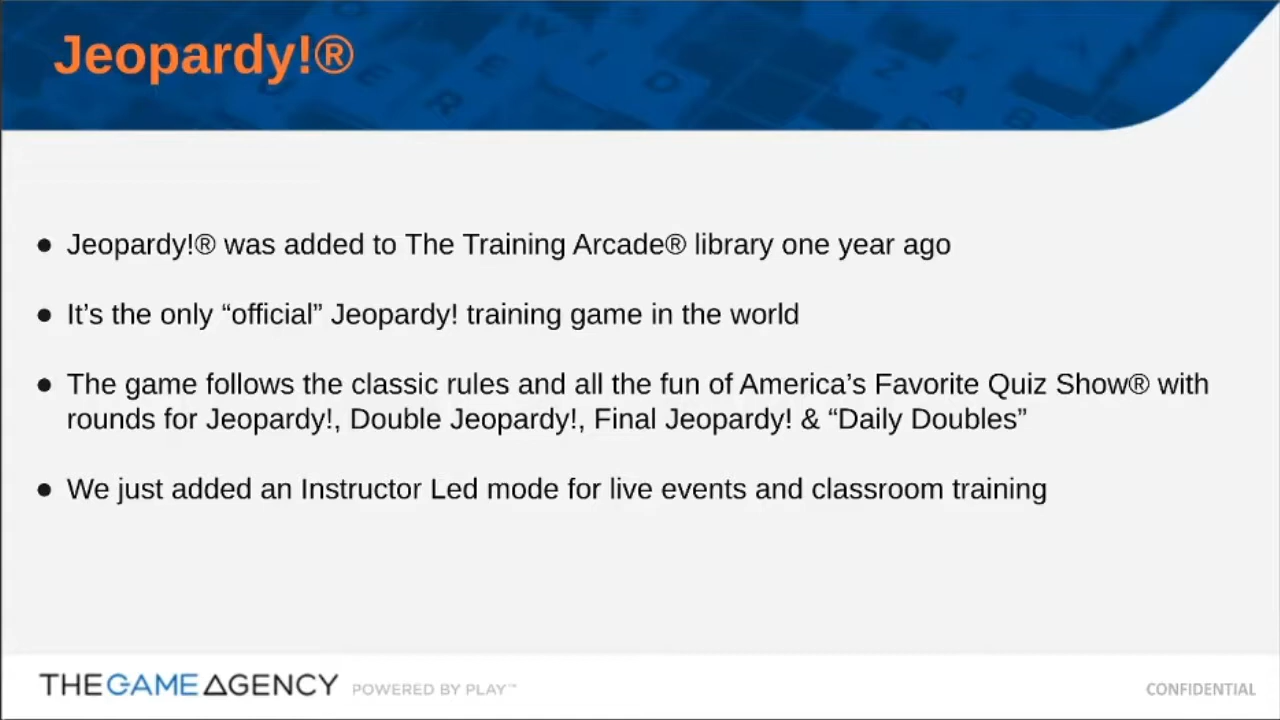 Jeopardy!®
● Jeopardy!® was added to The Training Arcade® library one year ago
● It’s the only “official” Jeopardy! training game in the world
● The game follows the classic rules and all the fun of America’s Favorite Quiz Show® with
rounds for Jeopardy!, Double Jeopardy!, Final Jeopardy! & “Daily Doubles”
● We just added an Instructor Led mode for live events and classroom training
THEGAMEAGENCY POWERED BY PLAY™
CONFIDENTIAL